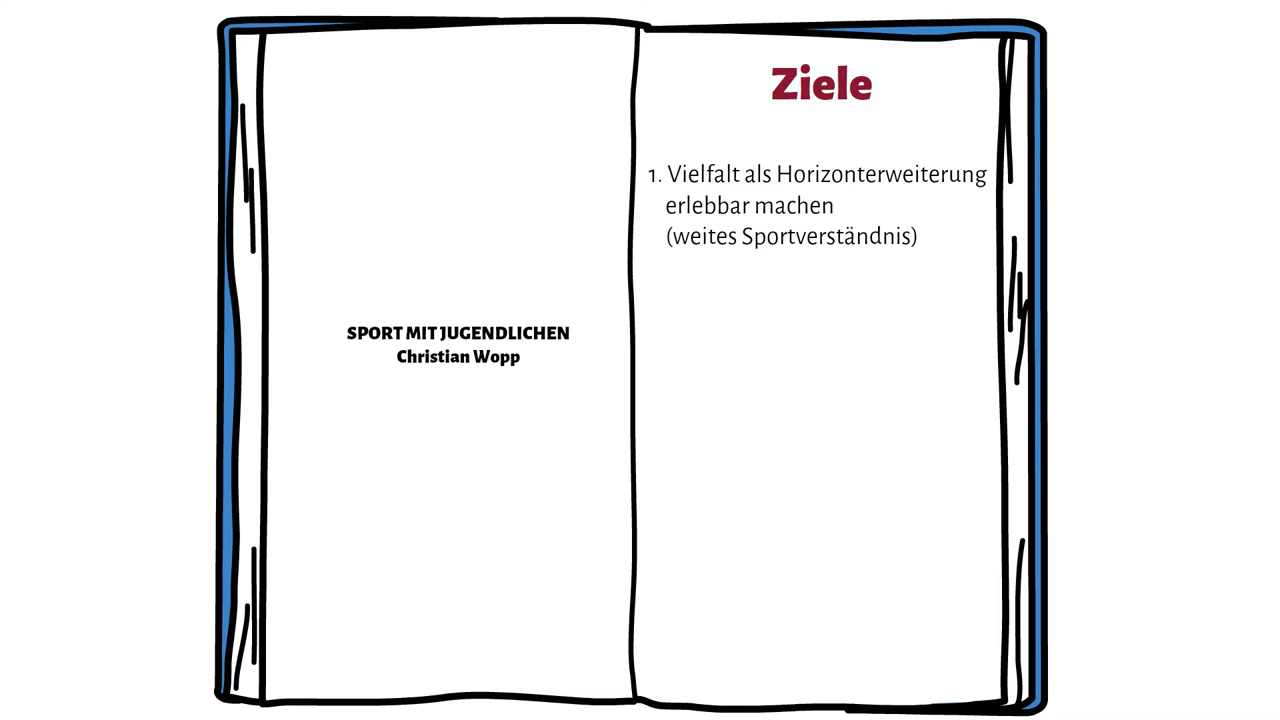 SPORT MIT JUGENDLICHEN
Christian Wopp
Ziele
1. Vielfalt als Horizonterweiterung
erlebbar machen
(weites Sportverständnis)